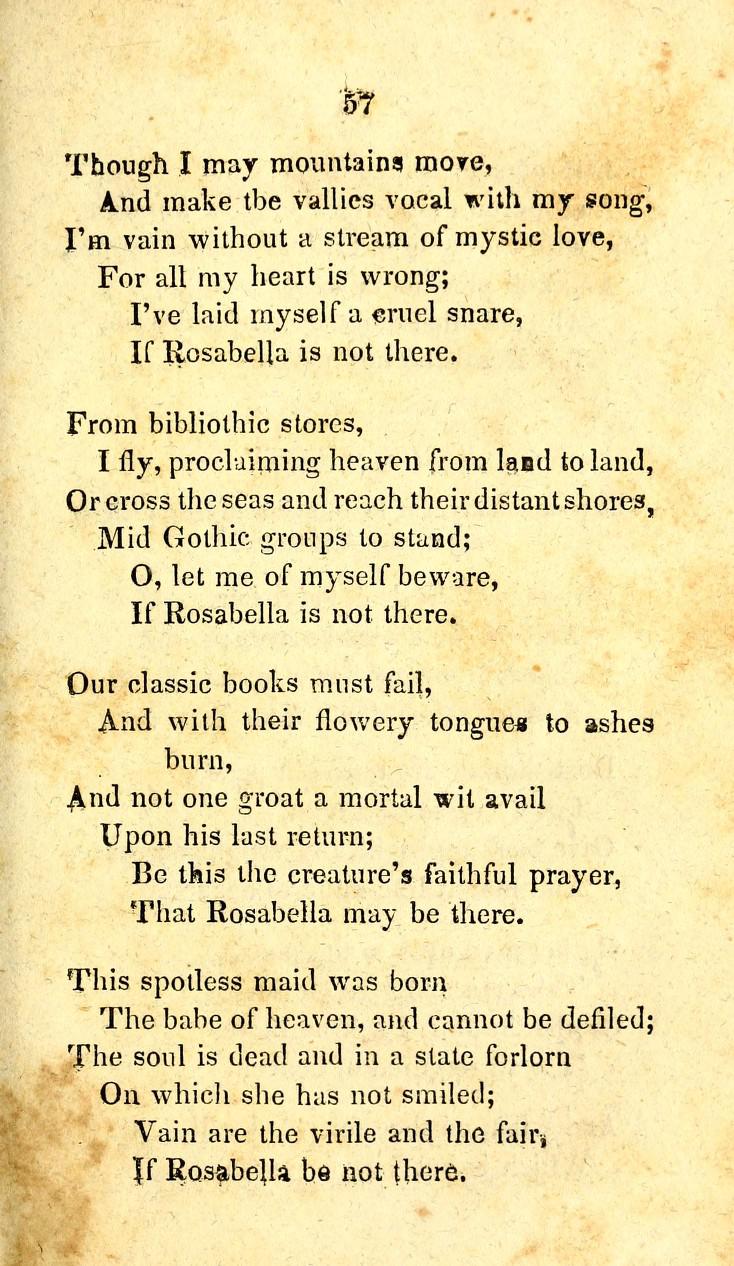 57
Though I may mountains move,
And make the vallies vocal with my song,
I'm vain without a stream of mystic love,
For all my heart is wrong;
I've laid myself a cruel snare,
If Rosabella is not there.
From bibliothic stores,
I fly, proclaiming heaven from land to land,
Or cross the seas and reach their distant shores,
Mid Gothic groups to stand;
O, let me of myself beware,
If Rosabella is not there.
Our classic books must fail,
And with their flowery tongues to ashes
burn,
And not one groat a mortal wit avail
Upon his last return;
Be this the creature's faithful prayer,
That Rosabella may be there.
This spotless maid was born
The babe of heaven, and cannot be defiled;
The soul is dead and in a state forlorn
On which she has not smiled;
Vain are the virile and the fair,
If Rosabella be not there.